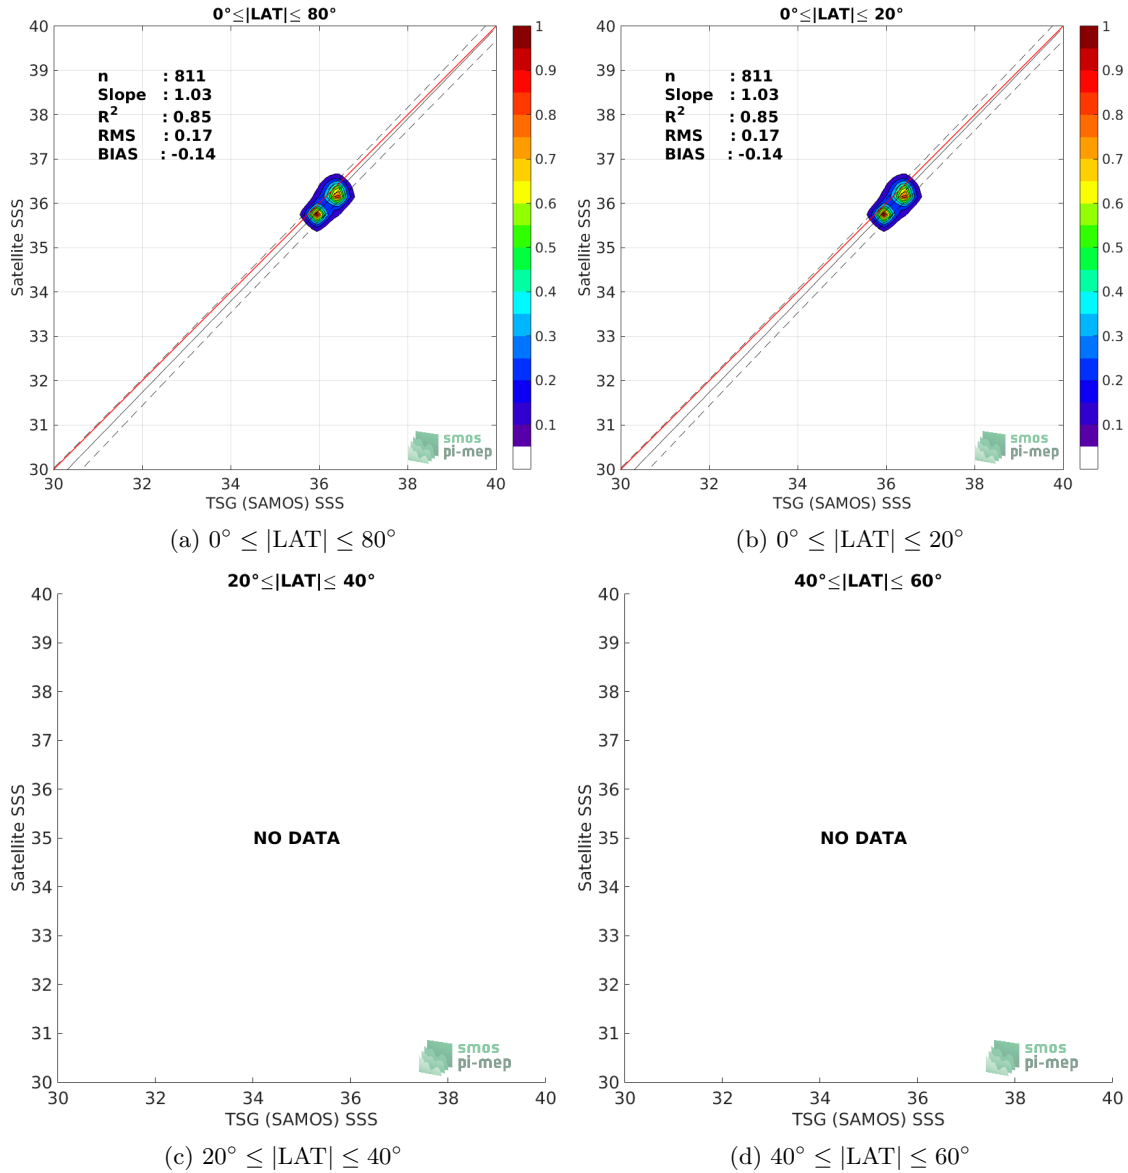 0°≤|LAT|≤ 80°
n : 811
Slope : 1.03
R² : 0.85
RMS : 0.17
BIAS : -0.14
Satellite SSS
40
39
38
37
36
35
34
33
32
31
30
30 32 34 36 38 40
TSG (SAMOS) SSS
1
0.9
0.8
0.7
0.6
0.5
0.4
0.3
0.2
0.1
smos
pi-mep
(a) 0° ≤ |LAT| ≤ 80°
0°≤|LAT|≤ 20°
n : 811
Slope : 1.03
R² : 0.85
RMS : 0.17
BIAS : -0.14
Satellite SSS
40
39
38
37
36
35
34
33
32
31
30
30 32 34 36 38 40
TSG (SAMOS) SSS
1
0.9
0.8
0.7
0.6
0.5
0.4
0.3
0.2
0.1
smos
pi-mep
(b) 0° ≤ |LAT| ≤ 20°
20°≤|LAT|≤ 40°
Satellite SSS
40
39
38
37
36
35
34
33
32
31
30
NO DATA
30 32 34 36 38 40
TSG (SAMOS) SSS
smos
pi-mep
(c) 20° ≤ |LAT| ≤ 40°
40°≤|LAT|≤ 60°
Satellite SSS
40
39
38
37
36
35
34
33
32
31
30
NO DATA
30 32 34 36 38 40
TSG (SAMOS) SSS
smos
pi-mep
(d) 40° ≤ |LAT| ≤ 60°